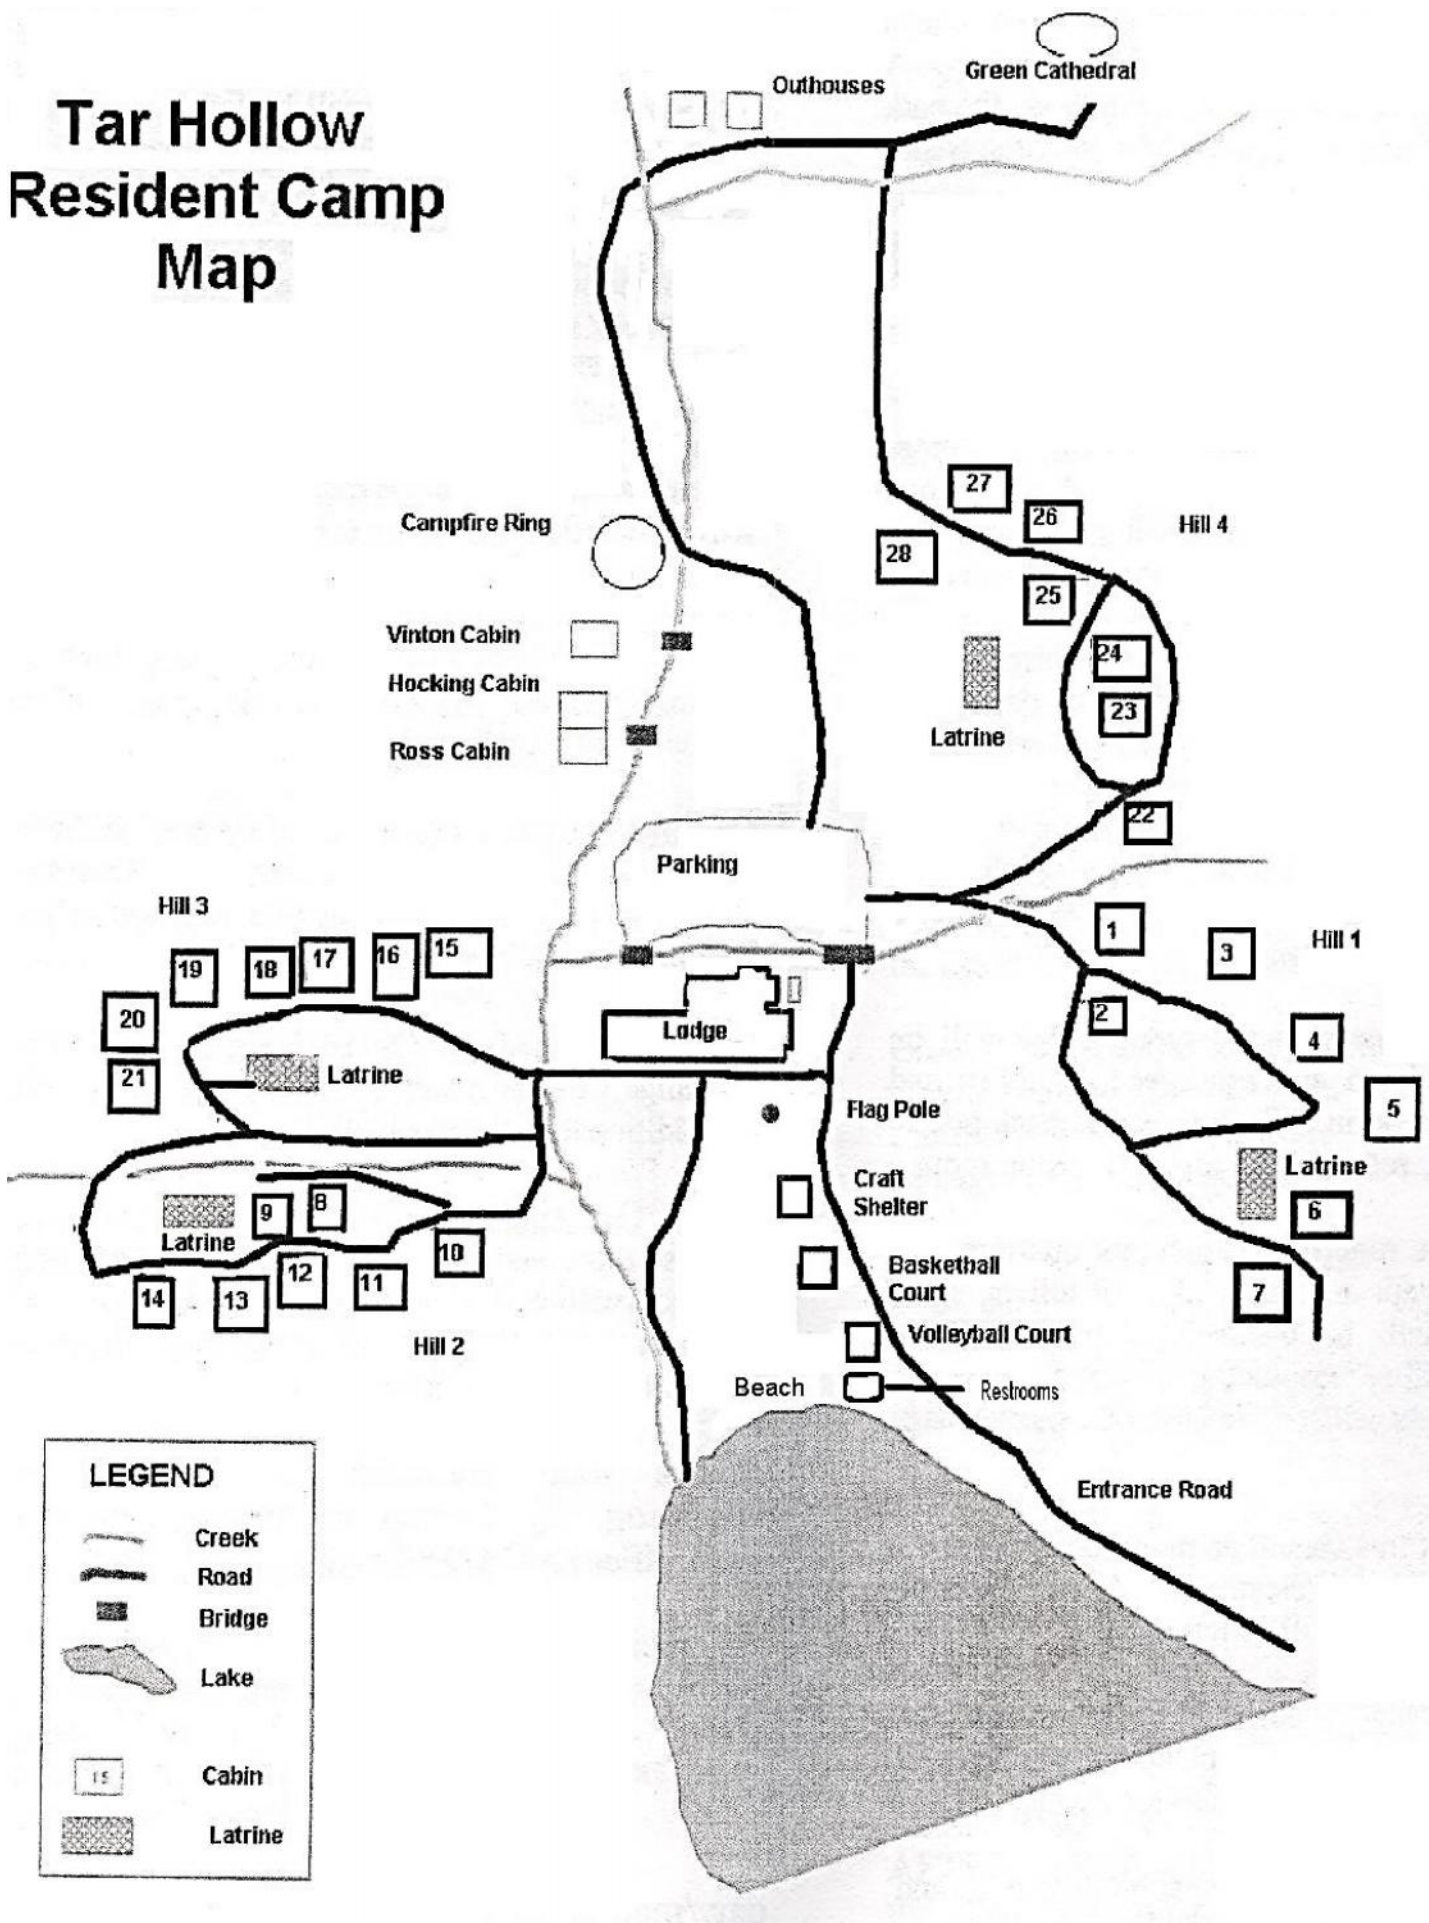 Tar Hollow
Resident Camp
Map
Green Cathedral
Outhouses
27
26
Hill 4
Campfire Ring
28
25
Vinton Cabin
24
Hocking Cabin
23
Latrine
Ross Cabin
22
Parking
Hill 3
1
3
Hill 1
19
18
17
16
15
20
2
Lodge
4
21
Latrine
5
Flag Pole
Latrine
Craft
Shelter
6
9
8
Latrine
10
Basketball
Court
7
14
13
12
11
Hill 2
Volleyball Court
Beach
Restrooms
Entrance Road
LEGEND
Creek
Road
Bridge
Lake
15
Cabin
Latrine